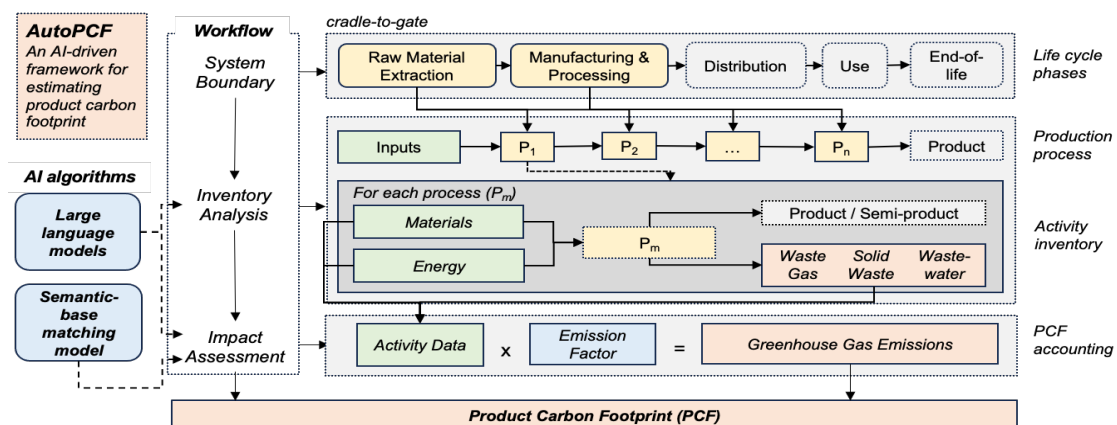 AutoPCF
An AI-driven
framework for
estimating
product carbon
footprint
AI algorithms
Large
language
models
Semantic-
base
matching
model
Workflow
System
Boundary
Inventory
Analysis
Impact
Assessment
cradle-to-gate
Raw Material
Extraction
Manufacturing &
Processing
Distribution
Use
End-of-
life
Life cycle
phases
Inputs
P1
P2
...
Pn
Product
Production
process
For each process (Pm)
Materials
Energy
Pm
Product / Semi-product
Waste
Gas
Solid
Waste
Waste-
water
Activity
inventory
Activity Data
x
Emission
Factor
=
Greenhouse Gas Emissions
PCF
accounting
Product Carbon Footprint (PCF)